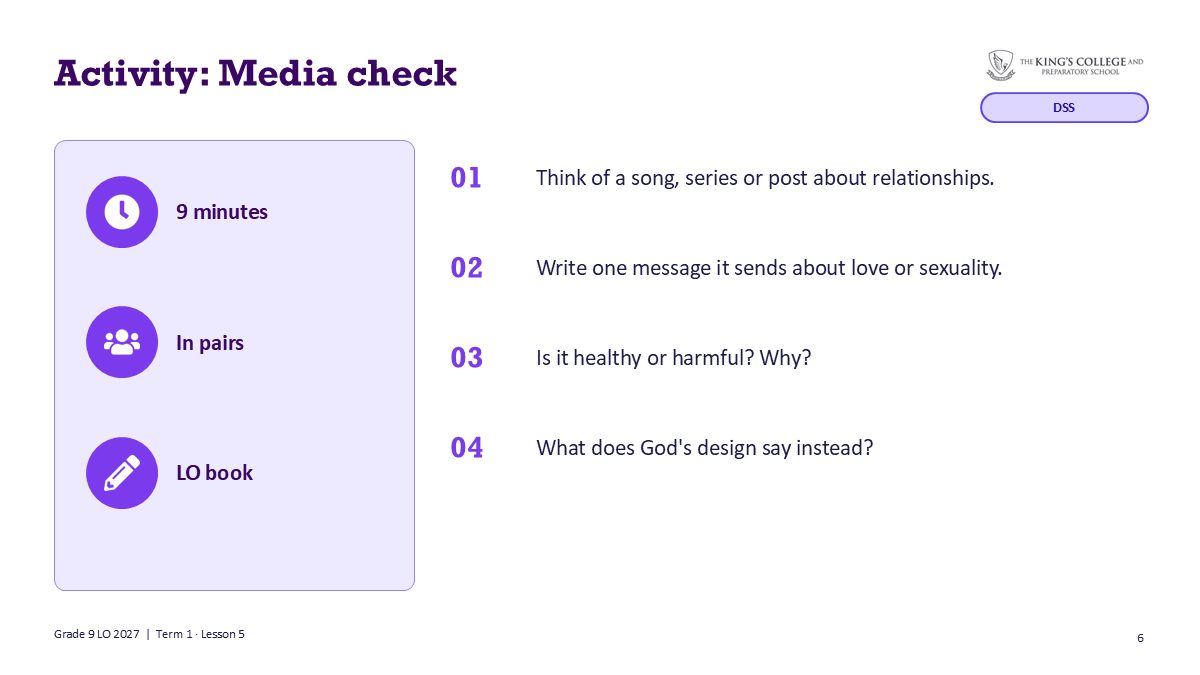 Activity: Media check
THE KING'S COLLEGE AND
PREPARATORY SCHOOL
DSS
9 minutes
In pairs
LO book
01 Think of a song, series or post about relationships.
02 Write one message it sends about love or sexuality.
03 Is it healthy or harmful? Why?
04 What does God's design say instead?
Grade 9 LO 2027 | Term 1 · Lesson 5
6